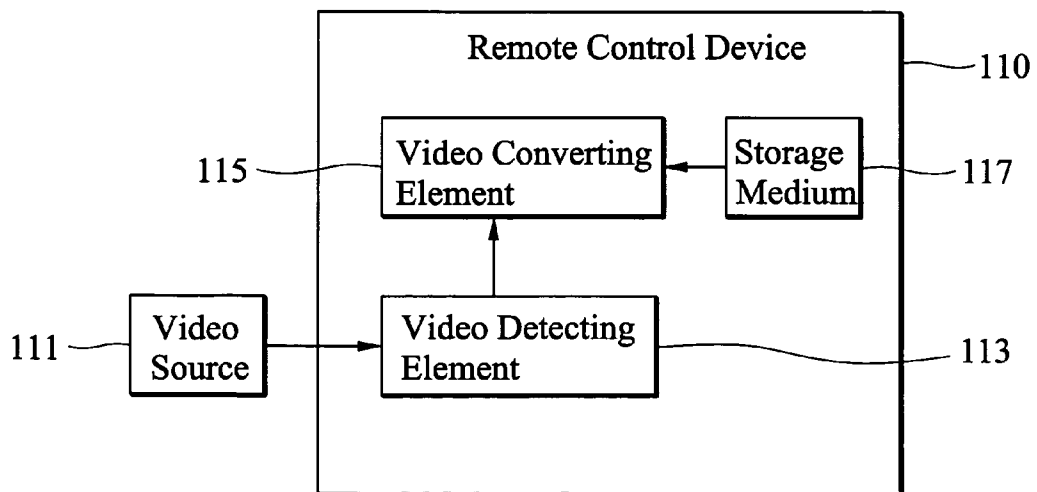 Remote Control Device
110
Video Converting
Element
115
Storage
Medium
117
Video
Source
111
Video Detecting
Element
113